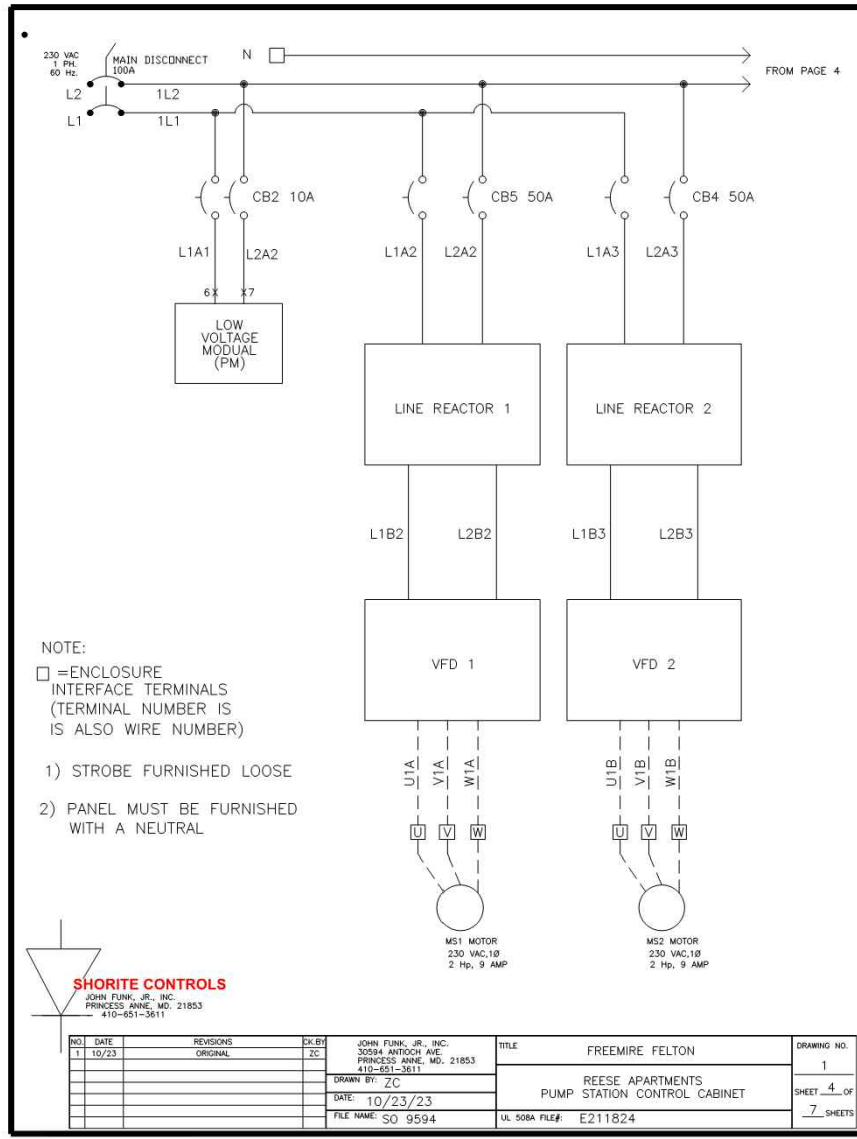 230 VAC
1 PH.
60 Hz.
MAIN DISCONNECT
100A
N
FROM PAGE 4
L2
1L2
L1
1L1
CB2 10A
CB5 50A
CB4 50A
L1A1
L2A2
L1A2
L2A2
L1A3
L2A3
6
7
LOW
VOLTAGE
MODUAL
(PM)
LINE REACTOR 1
LINE REACTOR 2
L1B2
L2B2
L1B3
L2B3
VFD 1
VFD 2
NOTE:
=ENCLOSURE
INTERFACE TERMINALS
(TERMINAL NUMBER IS
IS ALSO WIRE NUMBER)
1) STROBE FURNISHED LOOSE
2) PANEL MUST BE FURNISHED
WITH A NEUTRAL
U1A
V1A
W1A
U1B
V1B
W1B
U
V
W
U
V
W
MS1 MOTOR
230 VAC,1Ø
2 Hp, 9 AMP
MS2 MOTOR
230 VAC,1Ø
2 Hp, 9 AMP
SHORITE CONTROLS
JOHN FUNK, JR., INC.
PRINCESS ANNE, MD. 21853
410-651-3611
NO. DATE REVISIONS CK.BY
1 10/23 ORIGINAL ZC
JOHN FUNK, JR., INC.
30594 ANTIOCH AVE.
PRINCESS ANNE, MD. 21853
410-651-3611
DRAWN BY: ZC
DATE: 10/23/23
FILE NAME: SO 9594
TITLE FREEMIRE FELTON
REESE APARTMENTS
PUMP STATION CONTROL CABINET
UL 508A FILE#: E211824
DRAWING NO.
1
SHEET 4 OF
7 SHEETS